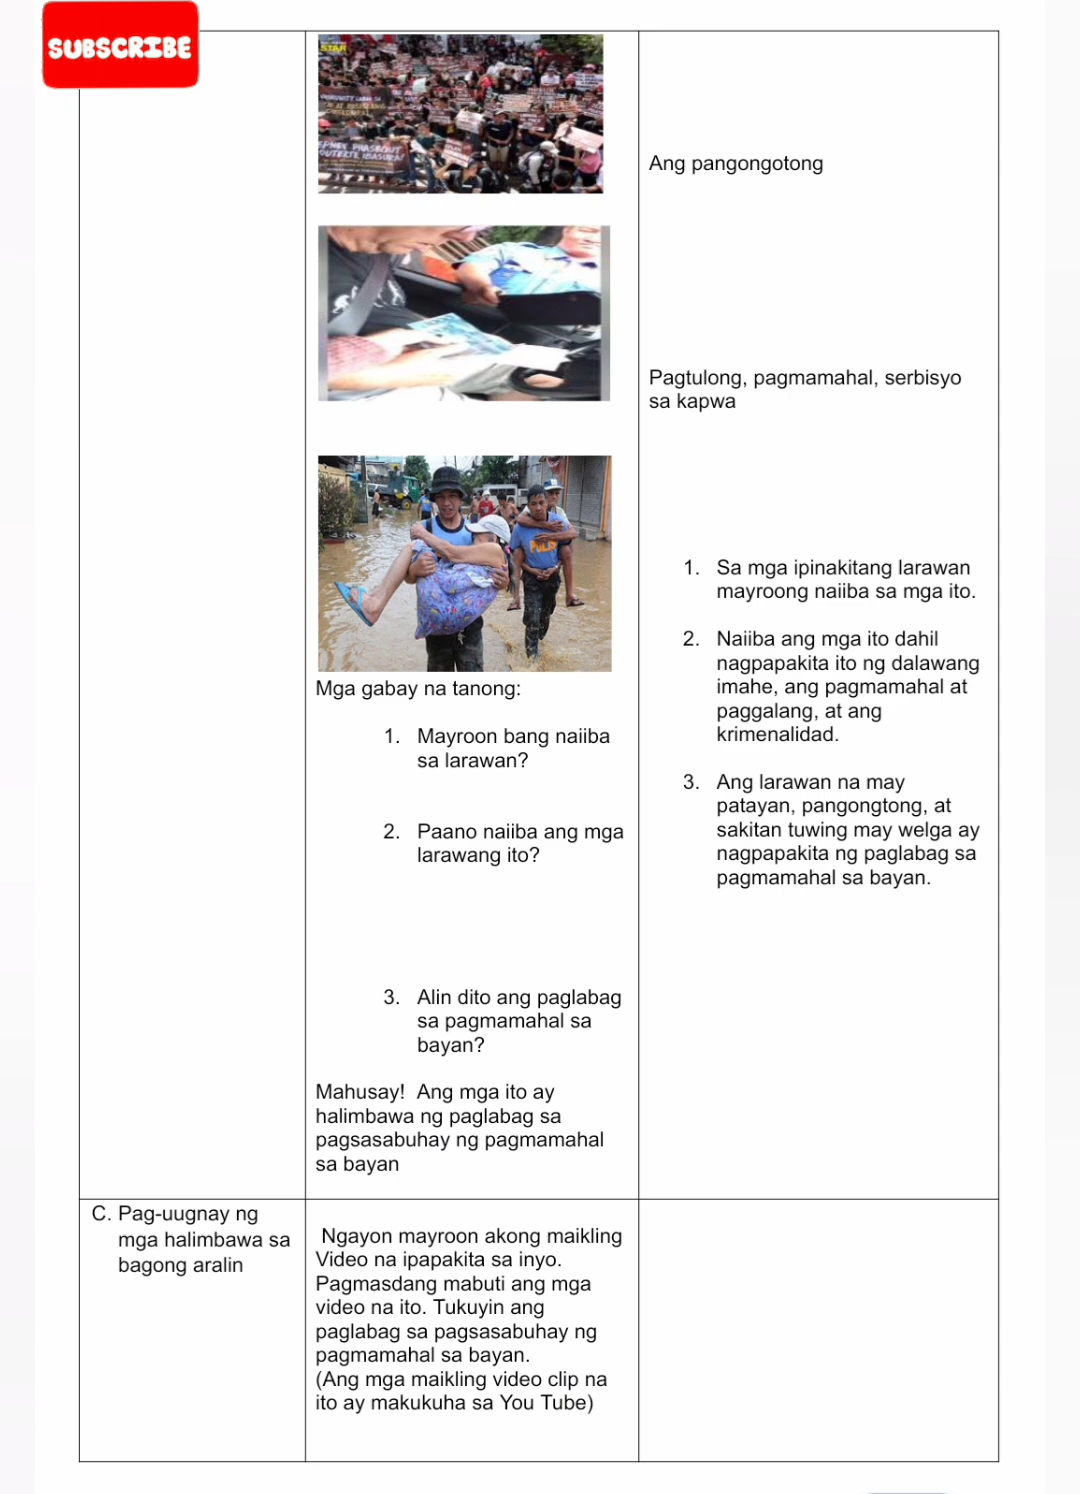 SUBSCRIBE
STAR
Ang pangongotong
Pagtulong, pagmamahal, serbisyo
sa kapwa
PULIS
Mga gabay na tanong:
1. Mayroon bang naiiba
sa larawan?
2. Paano naiiba ang mga
larawang ito?
3. Alin dito ang paglabag
sa pagmamahal sa
bayan?
Mahusay! Ang mga ito ay
halimbawa ng paglabag sa
pagsasabuhay ng pagmamahal
sa bayan
1. Sa mga ipinakitang larawan
mayroong naiiba sa mga ito.
2. Naiiba ang mga ito dahil
nagpapakita ito ng dalawang
imahe, ang pagmamahal at
paggalang, at ang
krimenalidad.
3. Ang larawan na may
patayan, pangongtong, at
sakitan tuwing may welga ay
nagpapakita ng paglabag sa
pagmamahal sa bayan.
C. Pag-uugnay ng
mga halimbawa sa
bagong aralin
Ngayon mayroon akong maikling
Video na ipapakita sa inyo.
Pagmasdang mabuti ang mga
video na ito. Tukuyin ang
paglabag sa pagsasabuhay ng
pagmamahal sa bayan.
(Ang mga maikling video clip na
ito ay makukuha sa You Tube)